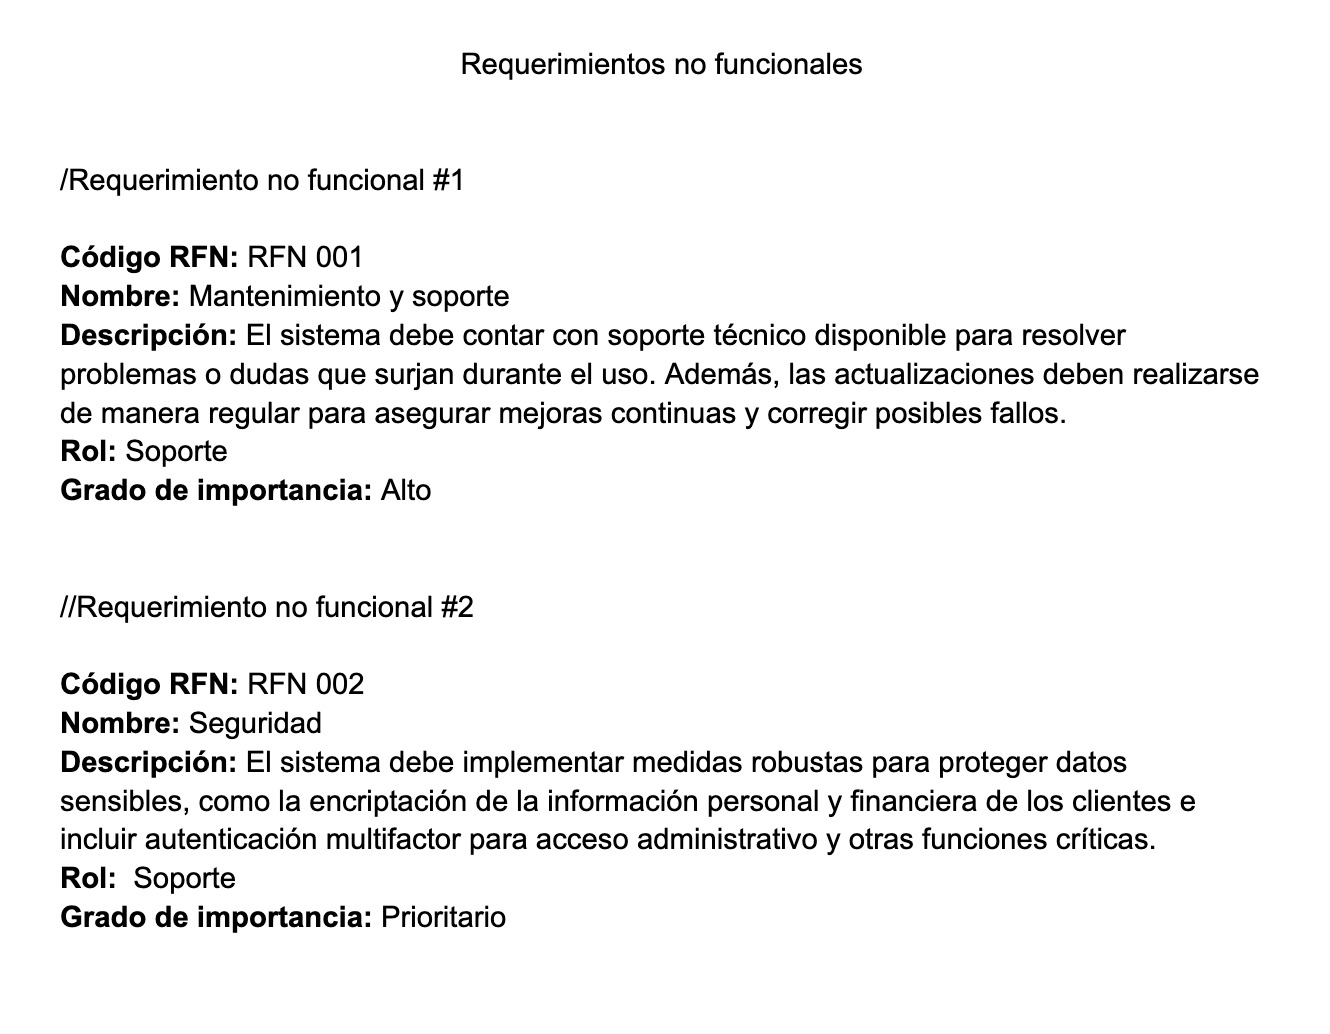 Requerimientos no funcionales
/Requerimiento no funcional #1
Código RFN: RFN 001
Nombre: Mantenimiento y soporte
Descripción: El sistema debe contar con soporte técnico disponible para resolver
problemas o dudas que surjan durante el uso. Además, las actualizaciones deben realizarse
de manera regular para asegurar mejoras continuas y corregir posibles fallos.
Rol: Soporte
Grado de importancia: Alto
//Requerimiento no funcional #2
Código RFN: RFN 002
Nombre: Seguridad
Descripción: El sistema debe implementar medidas robustas para proteger datos
sensibles, como la encriptación de la información personal y financiera de los clientes e
incluir autenticación multifactor para acceso administrativo y otras funciones críticas.
Rol:  Soporte
Grado de importancia: Prioritario